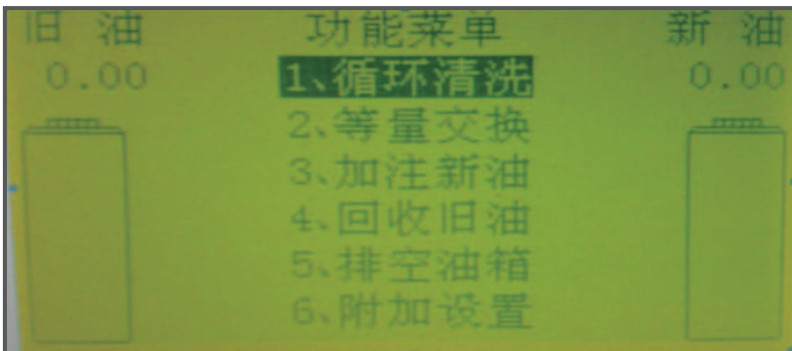 旧 油 功能菜单 新 油
0.00 1、循环清洗 0.00
2、等量交换
3、加注新油
4、回收旧油
5、排空油箱
6、附加设置